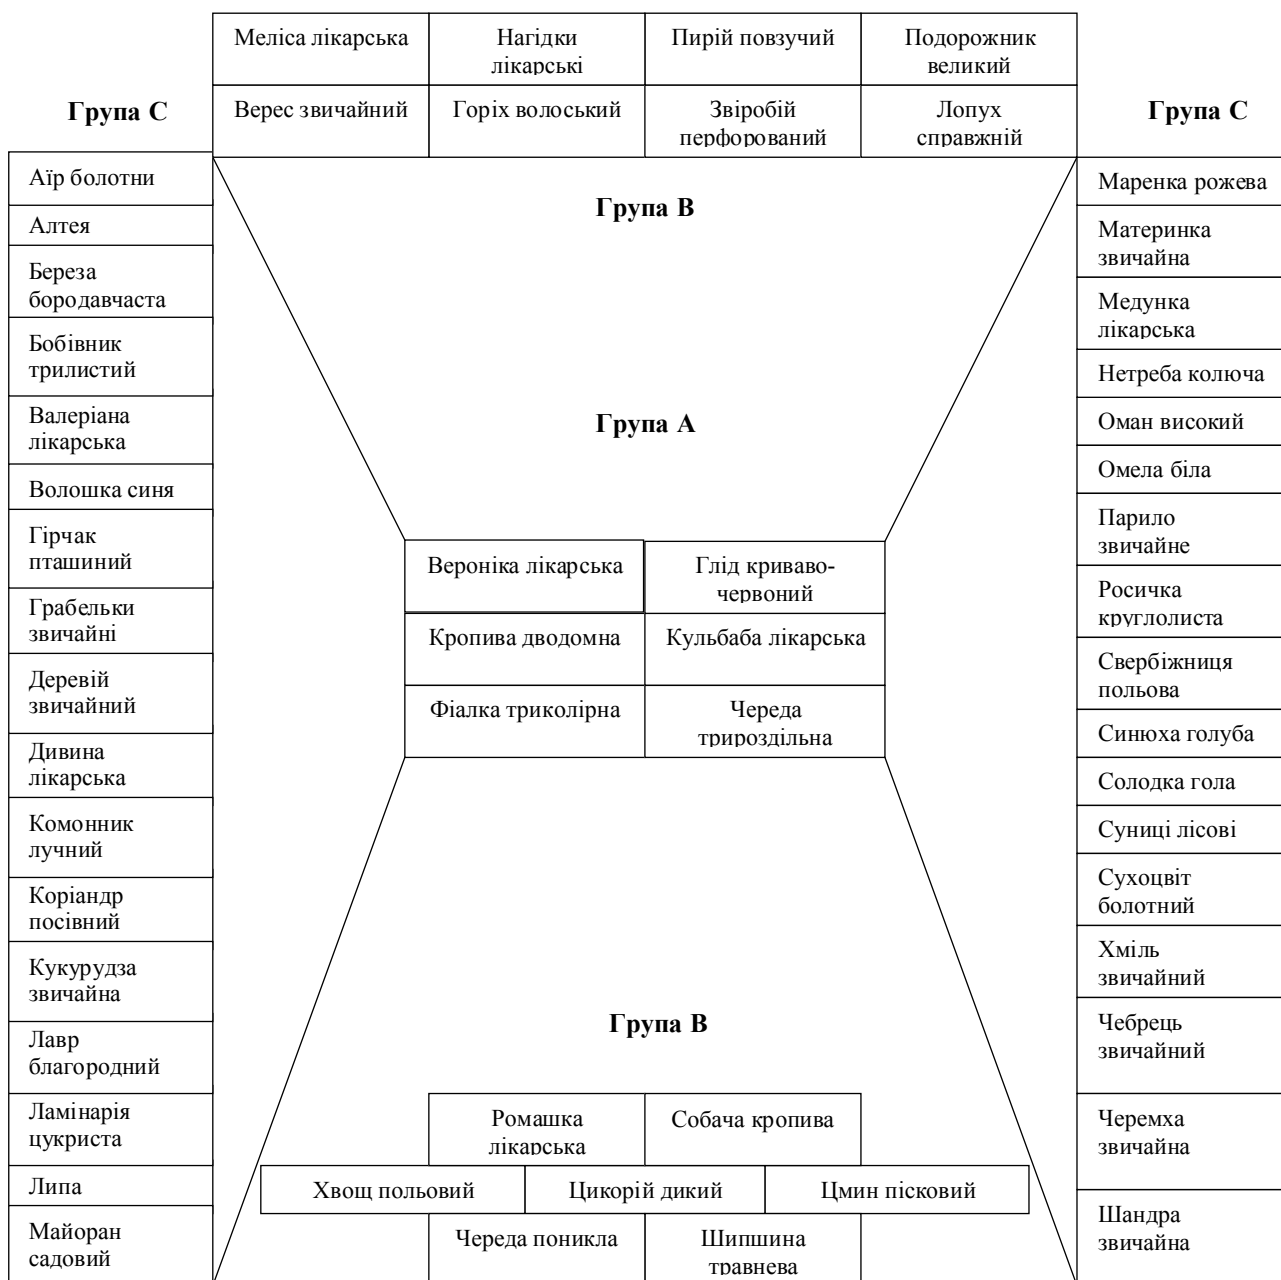 Меліса лікарська
Нагідки
лікарські
Пирій повзучий
Подорожник
великий
Верес звичайний
Горіх волоський
Звіробій
перфорований
Лопух
справжній
Група С
Аїр болотни
Алтея
Береза
бородавчаста
Бобівник
трилистий
Валеріана
лікарська
Волошка синя
Гірчак
пташиний
Грабельки
звичайні
Деревій
звичайний
Дивина
лікарська
Комонник
лучний
Коріандр
посівний
Кукурудза
звичайна
Лавр
благородний
Ламінарія
цукриста
Липа
Майоран
садовий
Група В
Група А
Вероніка лікарська
Глід криваво-
червоний
Кропива дводомна
Кульбаба лікарська
Фіалка триколірна
Череда
трироздільна
Група В
Ромашка
лікарська
Собача кропива
Хвощ польовий
Цикорій дикий
Цмин пісковий
Череда поникла
Шипшина
травнева
Група С
Маренка рожева
Материнка
звичайна
Медунка
лікарська
Нетреба колюча
Оман високий
Омела біла
Парило
звичайне
Росичка
круглолиста
Свербіжниця
польова
Синюха голуба
Солодка гола
Суниці лісові
Сухоцвіт
болотний
Хміль
звичайний
Чебрець
звичайний
Черемха
звичайна
Шандра
звичайна